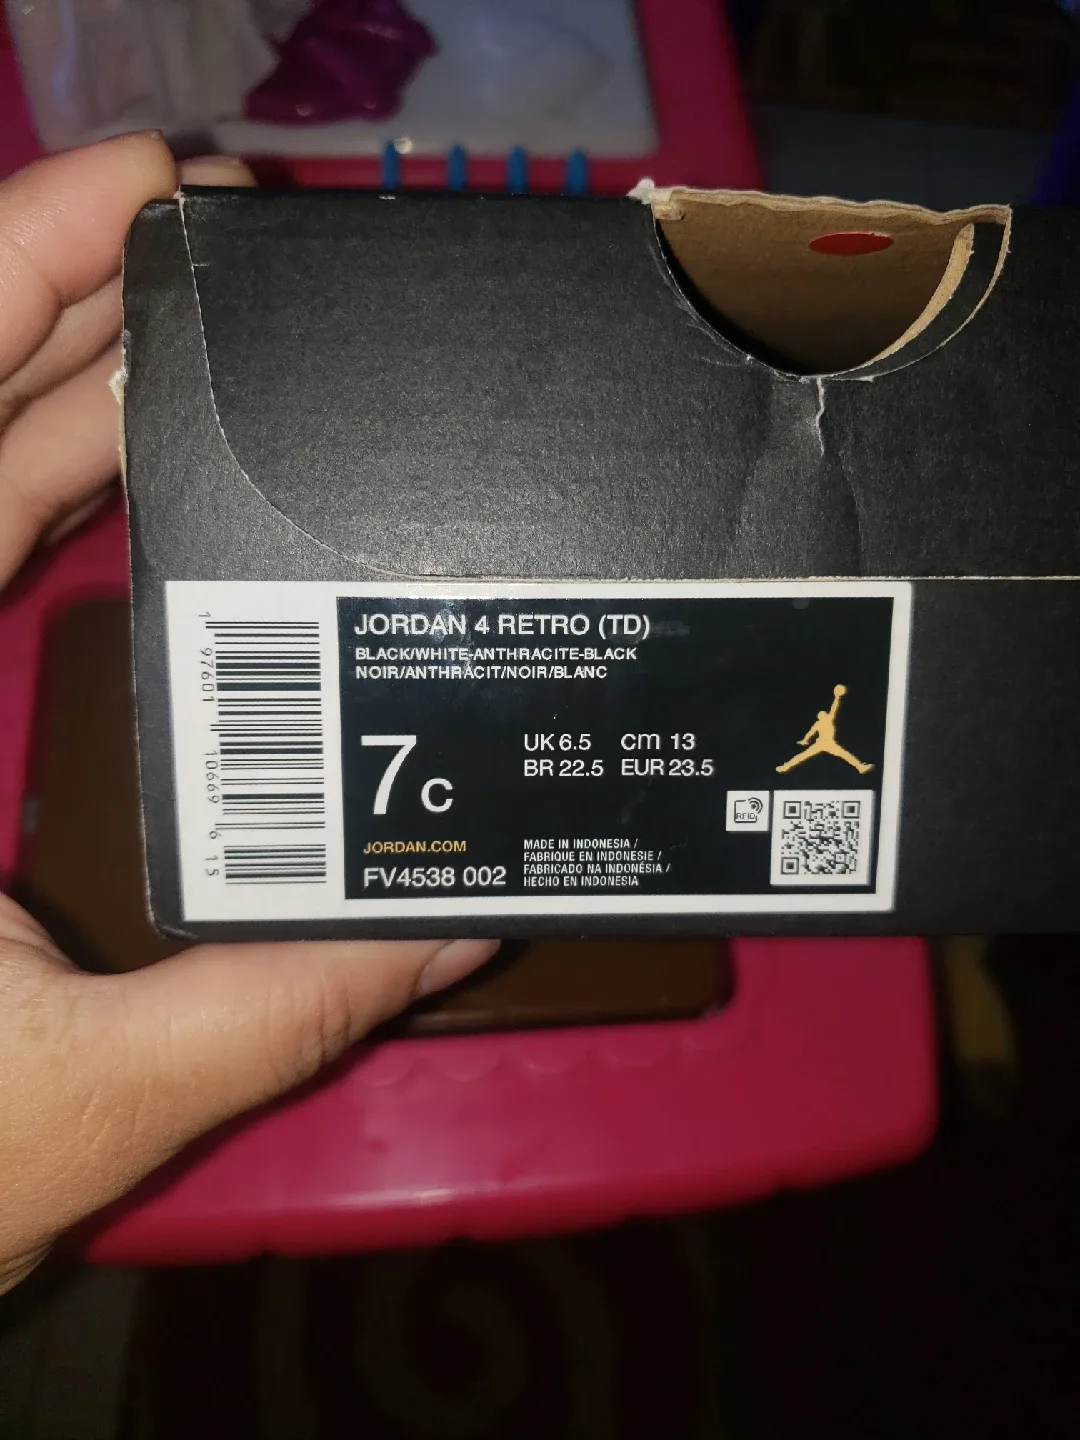 JORDAN 4 RETRO (TD)
BLACK/WHITE-ANTHRACITE-BLACK
NOIR/ANTHRACIT/NOIR/BLANC
7c
UK 6.5 cm 13
BR 22.5 EUR 23.5
RFID
JORDAN.COM
FV4538 002
MADE IN INDONESIA /
FABRIQUE EN INDONESIE /
FABRICADO NA INDONÉSIA /
HECHO EN INDONESIA
1 97601 10669 6 15